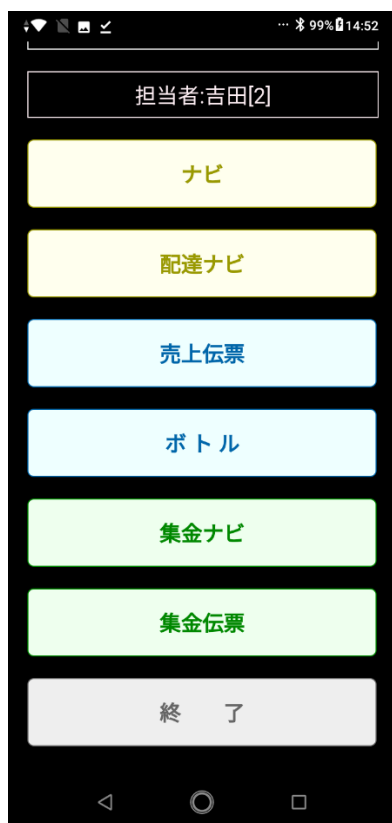 … 99% 14:52
担当者:吉田[2]
ナビ
配達ナビ
売上伝票
ボ ト ル
集金ナビ
集金伝票
終　　了